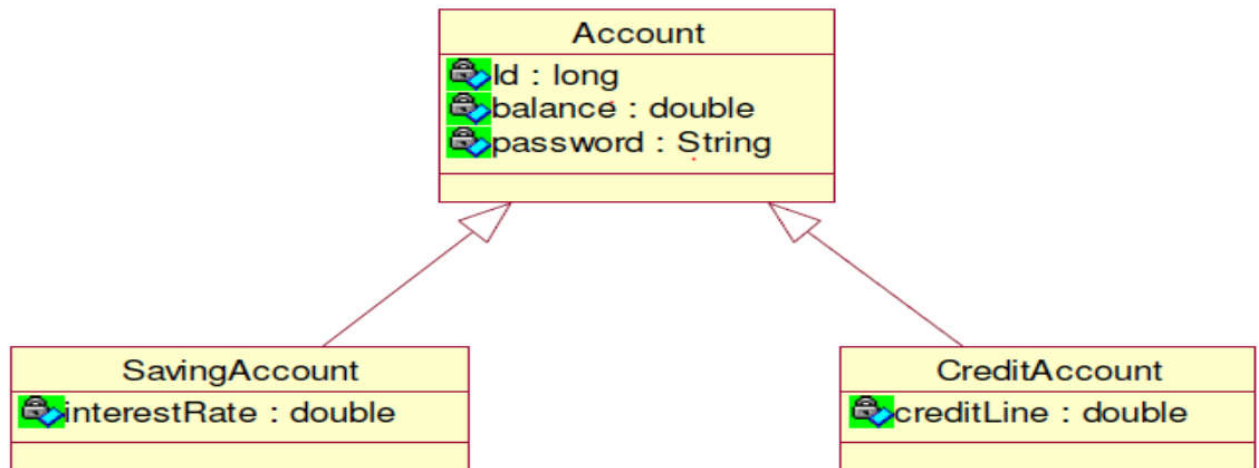 Account
Id : long
balance : double
password : String
SavingAccount
interestRate : double
CreditAccount
creditLine : double